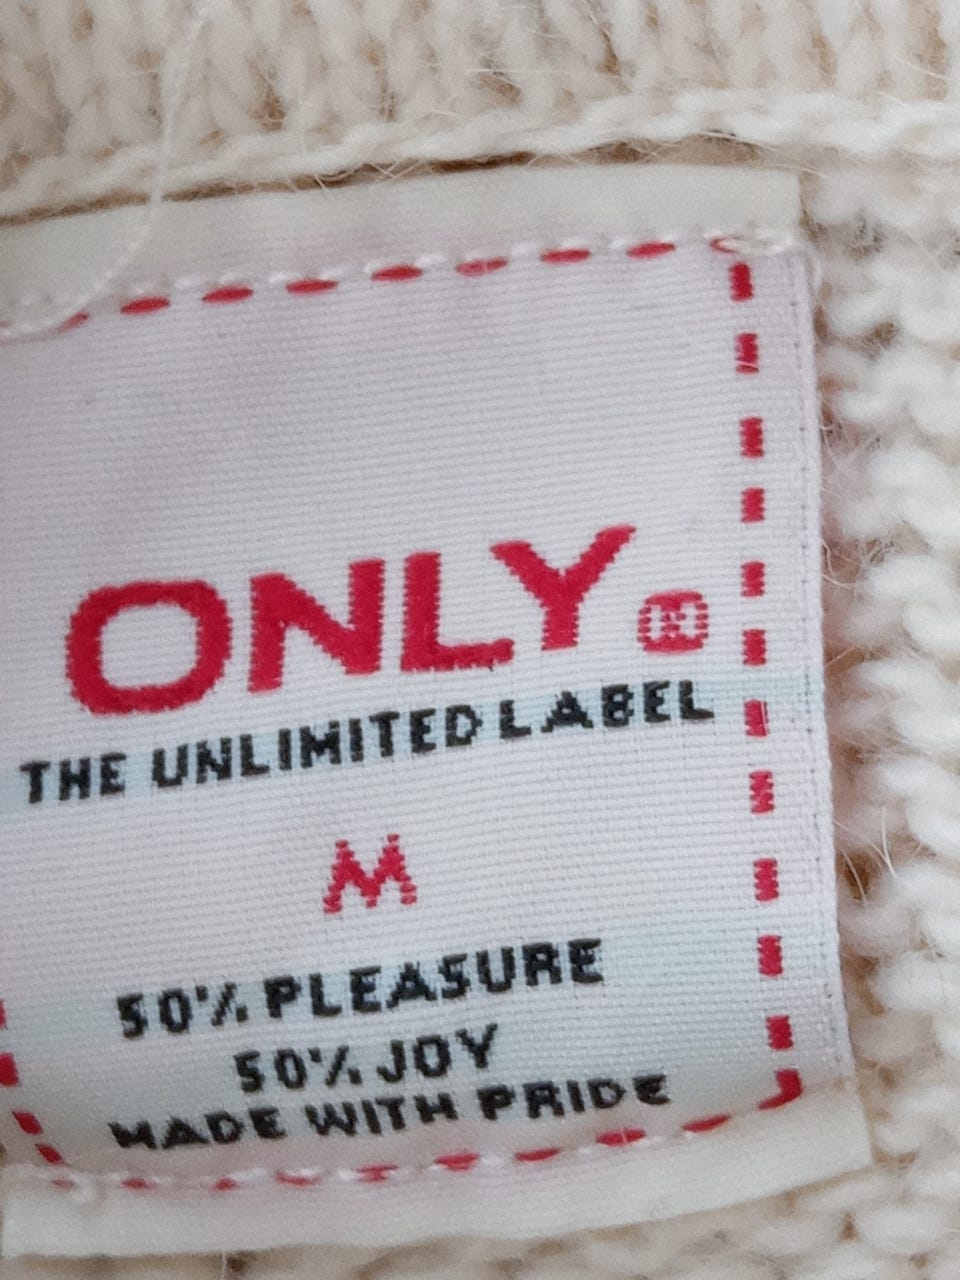 ONLY®
THE UNLIMITED LABEL
M
50% PLEASURE
50% JOY
MADE WITH PRIDE